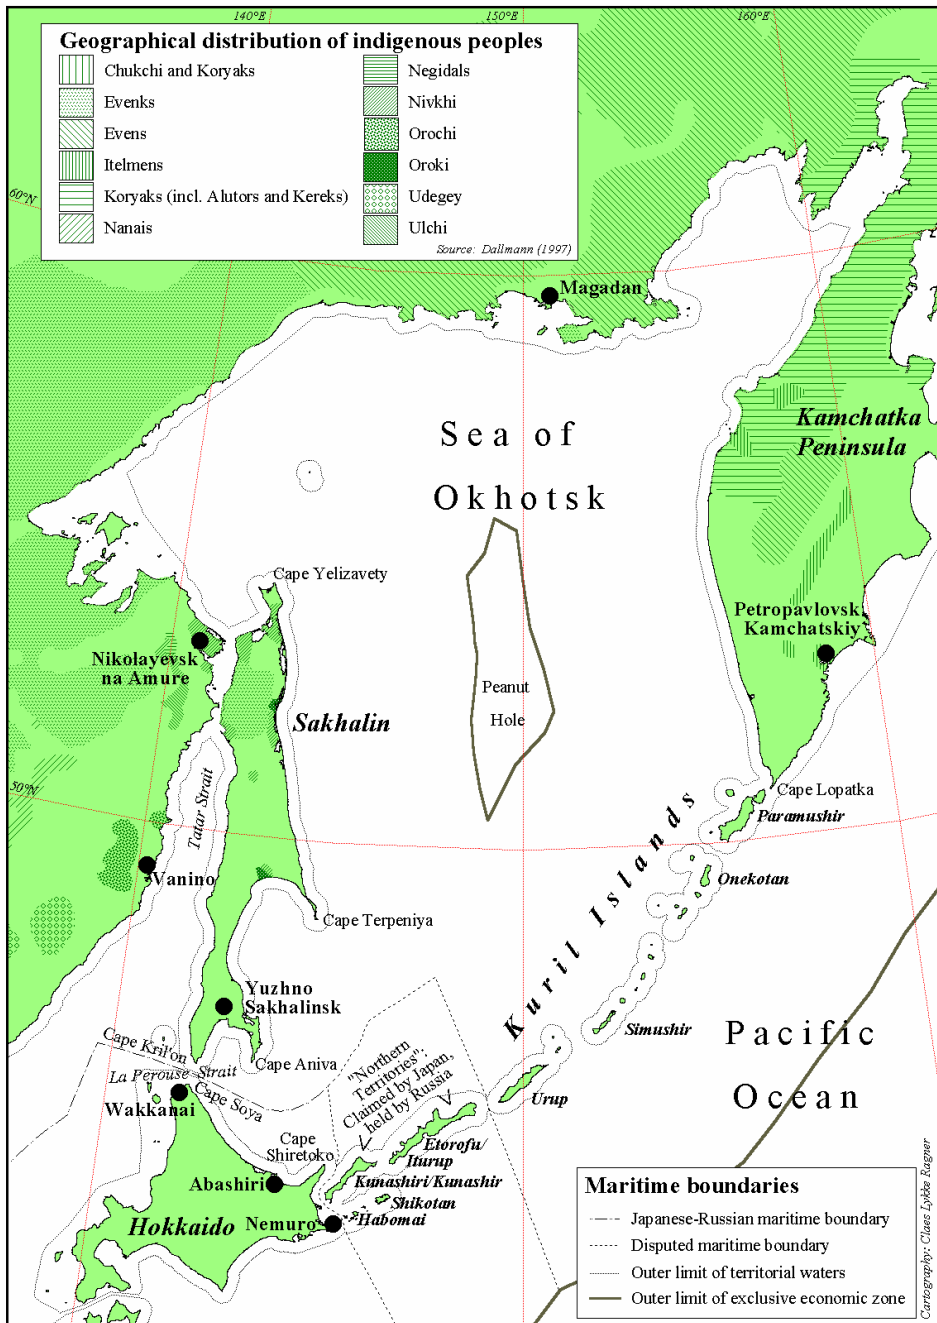 140°E
150°E
160°E
Geographical distribution of indigenous peoples
Chukchi and Koryaks
Evenks
Evens
Itelmens
Koryaks (incl. Alutors and Kereks)
Nanais
Negidals
Nivkhi
Orochi
Oroki
Udegey
Ulchi
Source: Dallmann (1997)
60°N
60°N
Magadan
Kamchatka
Peninsula
Sea of
Okhotsk
Cape Yelizavety
Petropavlovsk
Kamchatskiy
Nikolayevsk
na Amure
Peanut
Hole
Sakhalin
Tatar Strait
50°N
Cape Lopatka
Paramushir
Vanino
Onekotan
Cape Terpeniya
Kuril Islands
Yuzhno
Sakhalinsk
Simushir
Pacific
Ocean
Cape Kril'on
La Perouse Strait
Cape Aniva
Cape Soya
Wakkanai
"Northern
Territories".
Claimed by Japan,
held by Russia
Urup
Cape
Shiretoko
Etorofu/
Iturup
Kunashiri/Kunashir
Abashiri
Shikotan
Habomai
Hokkaido
Nemuro
Maritime boundaries
Japanese-Russian maritime boundary
Disputed maritime boundary
Outer limit of territorial waters
Outer limit of exclusive economic zone
Cartography: Claes Lykke Ragner